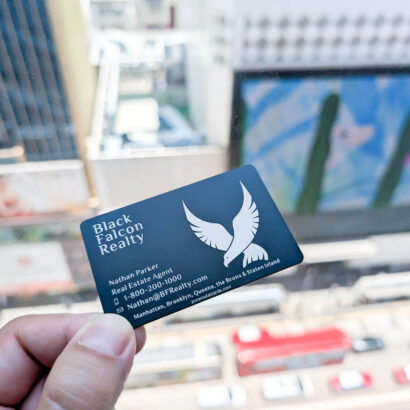 Black
Falcon
Realty
Nathan Parker
Real Estate Agent
1-800-200-1000
Nathan@BFRealty.com
Manhattan, Brooklyn, Queens, the Bronx & Staten Island